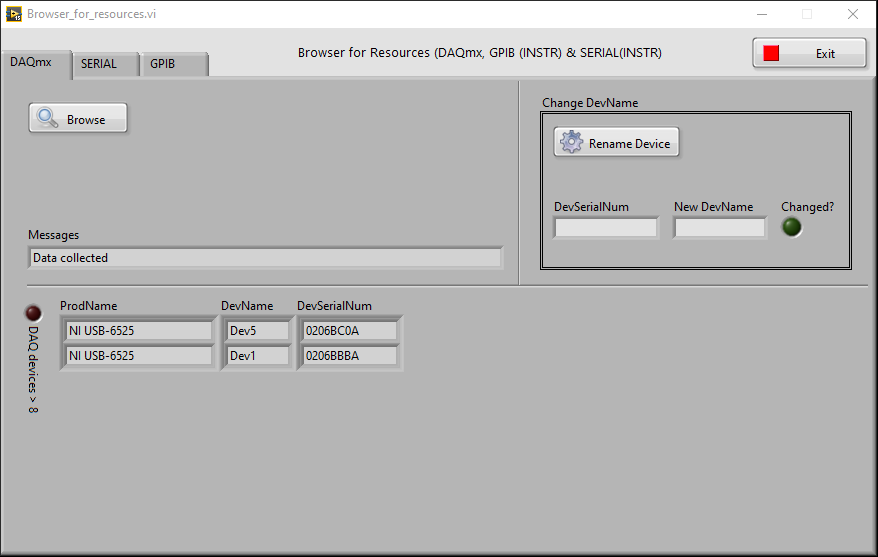 Browser_for_resources.vi
Browser for Resources (DAQmx, GPIB (INSTR) & SERIAL(INSTR)
Exit
DAQmx
SERIAL
GPIB
Browse
Change DevName
Rename Device
DevSerialNum
New DevName
Changed?
Messages
Data collected
DAQ devices > 8
ProdName
DevName
DevSerialNum
NI USB-6525
Dev5
0206BC0A
NI USB-6525
Dev1
0206BBBA